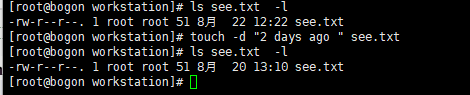 [root@bogon workstation]# ls see.txt  -l
-rw-r--r--. 1 root root 51 8月  22 12:22 see.txt
[root@bogon workstation]# touch -d "2 days ago " see.txt
[root@bogon workstation]# ls see.txt  -l
-rw-r--r--. 1 root root 51 8月  20 13:10 see.txt
[root@bogon workstation]#